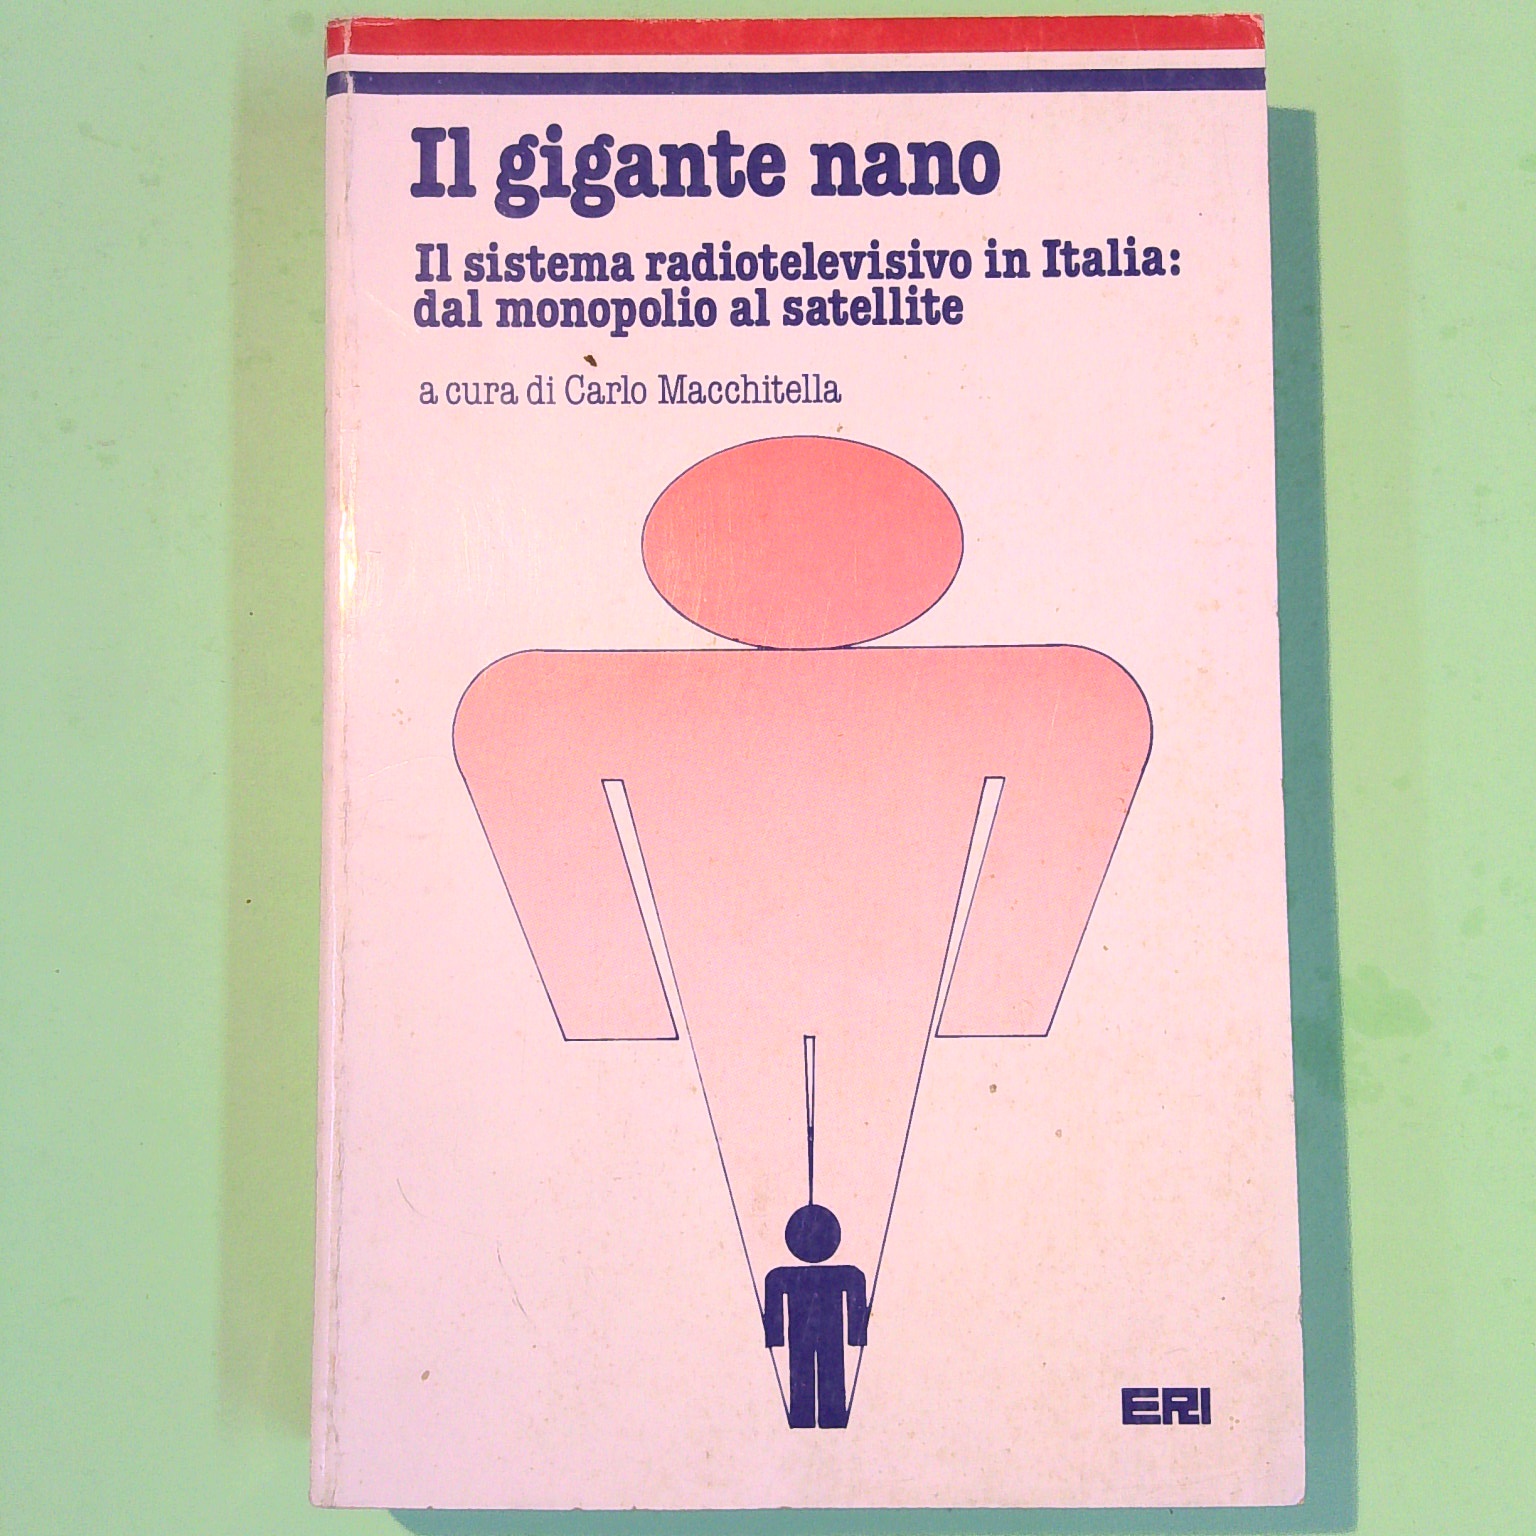 Il gigante nano
Il sistema radiotelevisivo in Italia:
dal monopolio al satellite
a cura di Carlo Macchitella
ERI